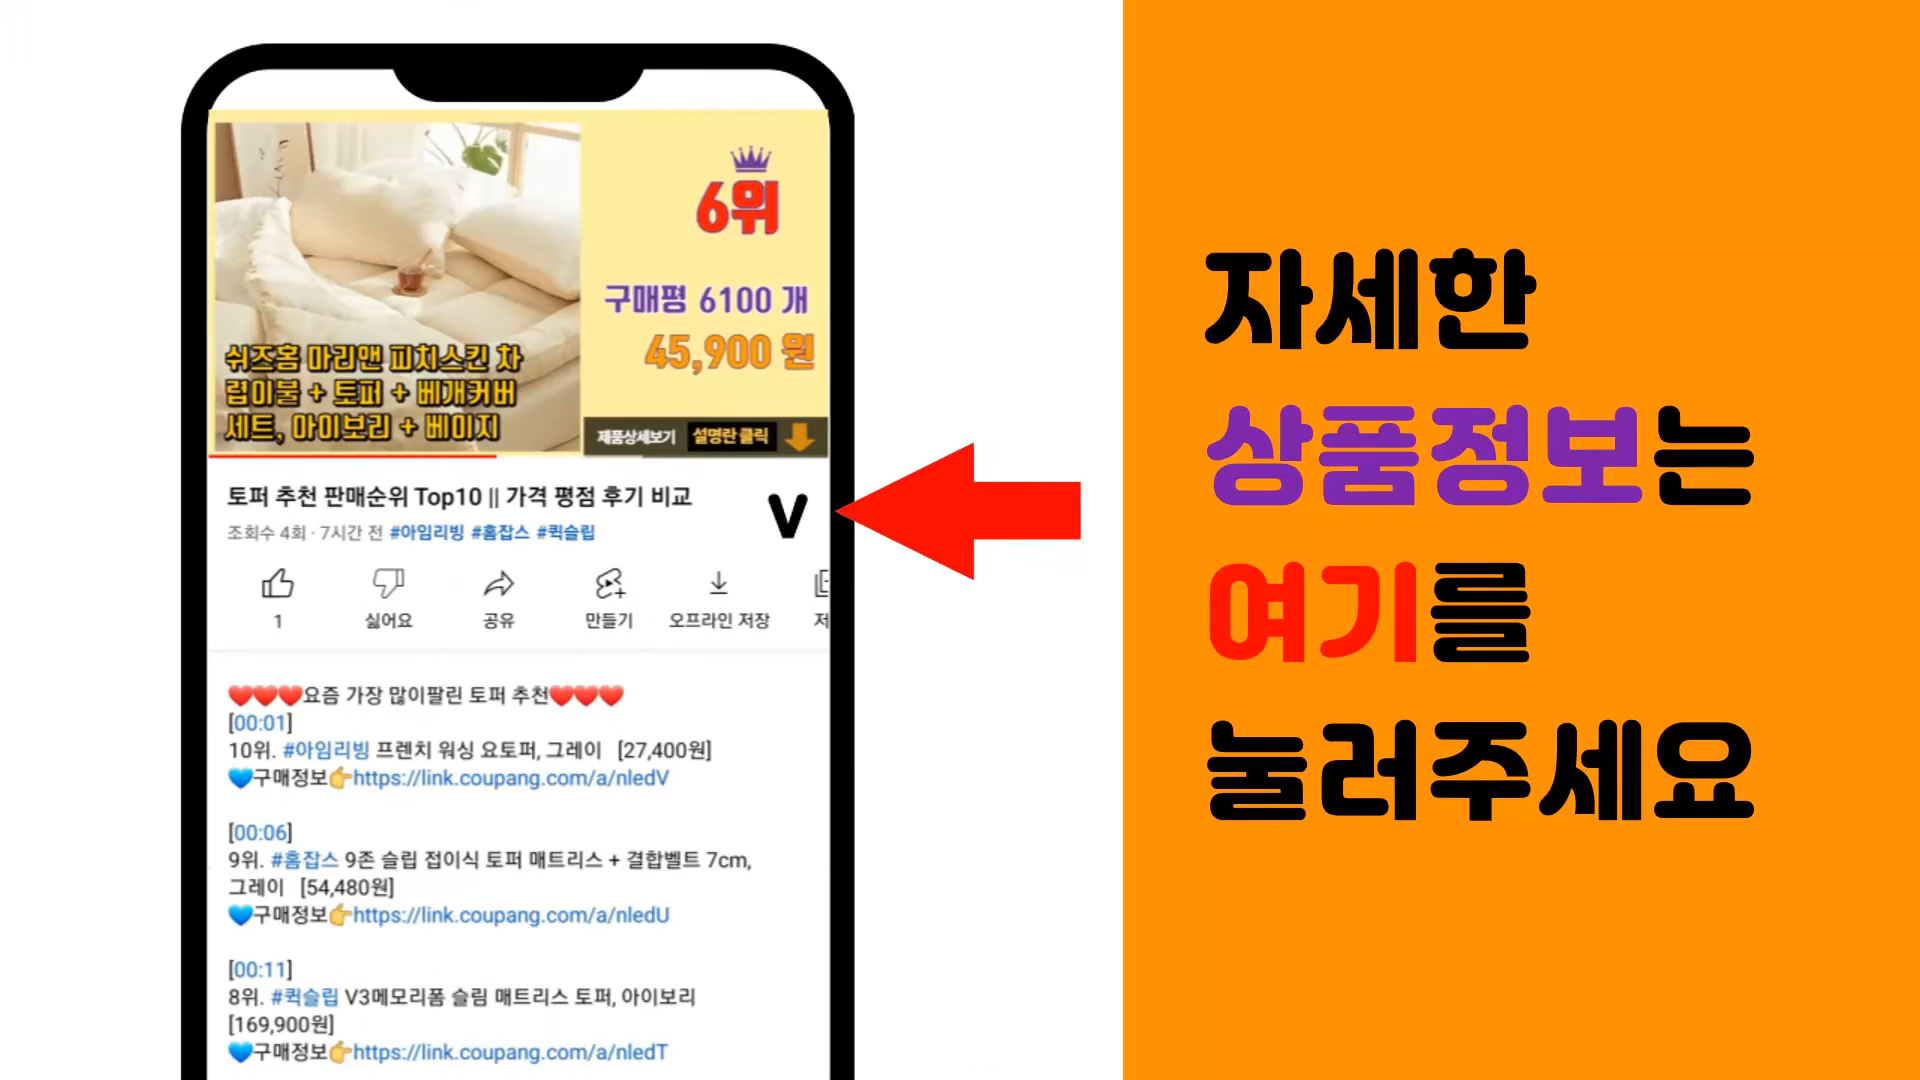 6위
구매평 6100 개
45,900 원
쉬즈홈 마리앤 피치스킨 차
렵이불 + 토퍼 + 베개커버
세트, 아이보리 + 베이지
제품상세보기 설명란 클릭
토퍼 추천 판매순위 Top10 || 가격 평점 후기 비교
V
조회수 4회 · 7시간 전 #아임리빙 #홈잡스 #퀵슬립
1 싫어요 공유 만들기 오프라인 저장 저
❤️❤️❤️요즘 가장 많이팔린 토퍼 추천❤️❤️❤️
[00:01]
10위. #아임리빙 프렌치 워싱 요토퍼, 그레이 [27,400원]
💙구매정보👉https://link.coupang.com/a/nledV
[00:06]
9위. #홈잡스 9존 슬립 접이식 토퍼 매트리스 + 결합벨트 7cm,
그레이 [54,480원]
💙구매정보👉https://link.coupang.com/a/nledU
[00:11]
8위. #퀵슬립 V3메모리폼 슬림 매트리스 토퍼, 아이보리
[169,900원]
💙구매정보👉https://link.coupang.com/a/nledT
자세한
상품정보는
여기를
눌러주세요